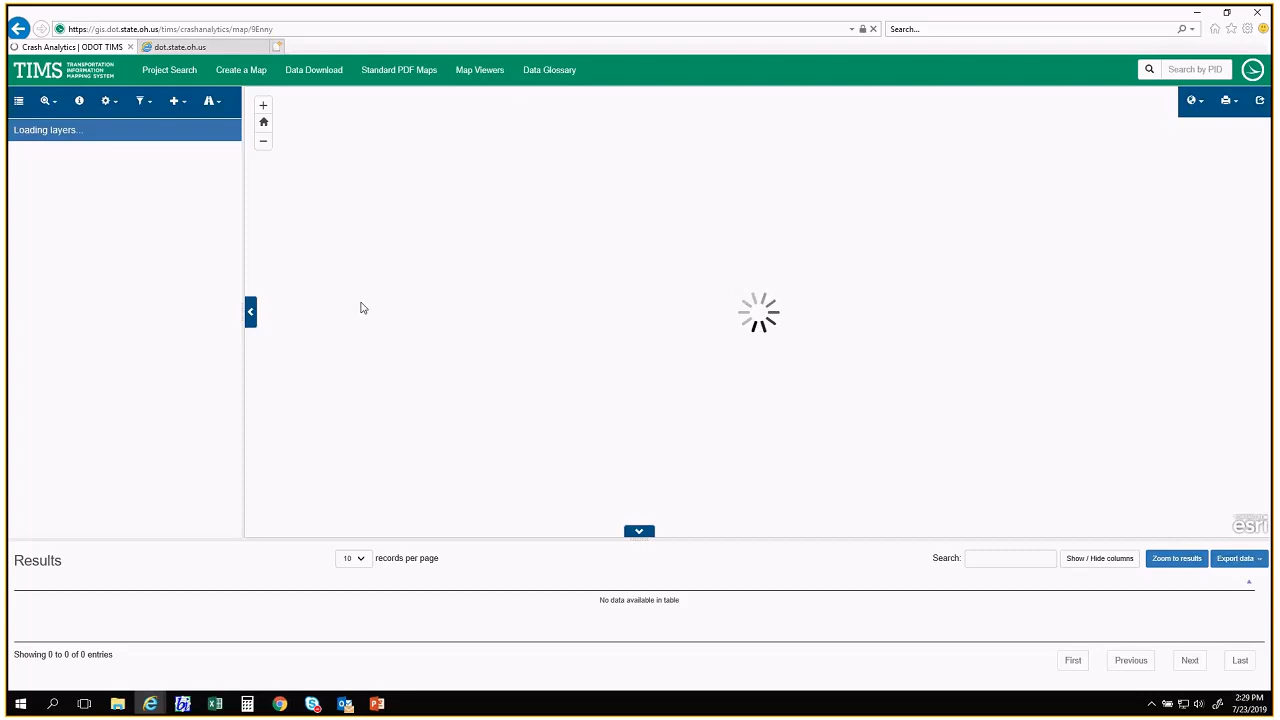 https://gis.dot.state.oh.us/tims/crashanalytics/map/9Enny
Search...
Crash Analytics | ODOT TIMS
dot.state.oh.us
TIMS TRANSPORTATION INFORMATION MAPPING SYSTEM
Project Search
Create a Map
Data Download
Standard PDF Maps
Map Viewers
Data Glossary
Search by PID
Loading layers...
esri
Results
10 records per page
Search:
Show / Hide columns
Zoom to results
Export data
No data available in table
Showing 0 to 0 of 0 entries
First
Previous
Next
Last
2:29 PM
7/23/2019